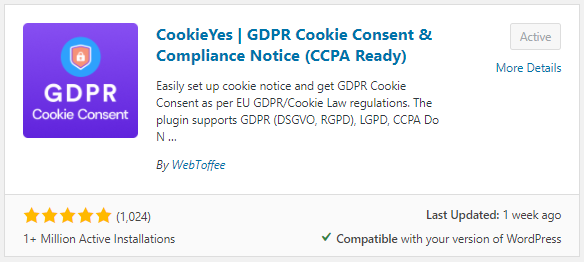 GDPR
Cookie Consent
CookieYes | GDPR Cookie Consent &
Compliance Notice (CCPA Ready)
Active
More Details
Easily set up cookie notice and get GDPR Cookie
Consent as per EU GDPR/Cookie Law regulations. The
plugin supports GDPR (DSGVO, RGPD), LGPD, CCPA Do
N ...
By WebToffee
(1,024)
Last Updated: 1 week ago
1+ Million Active Installations
Compatible with your version of WordPress